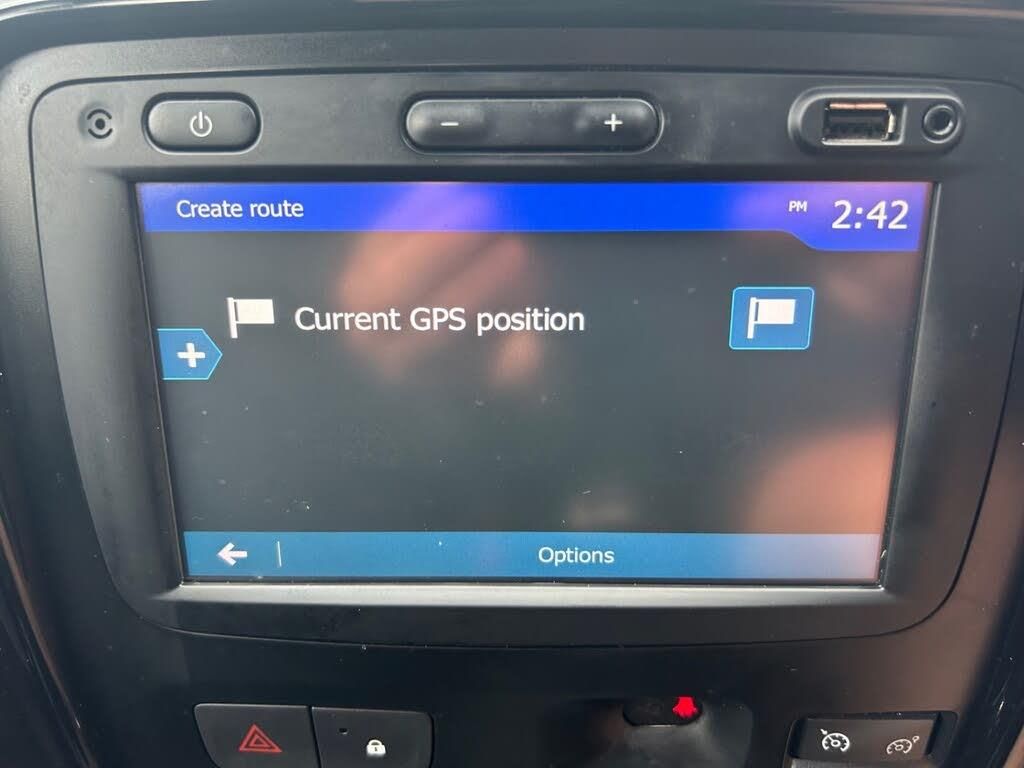 Create route
PM 2:42
Current GPS position
Options